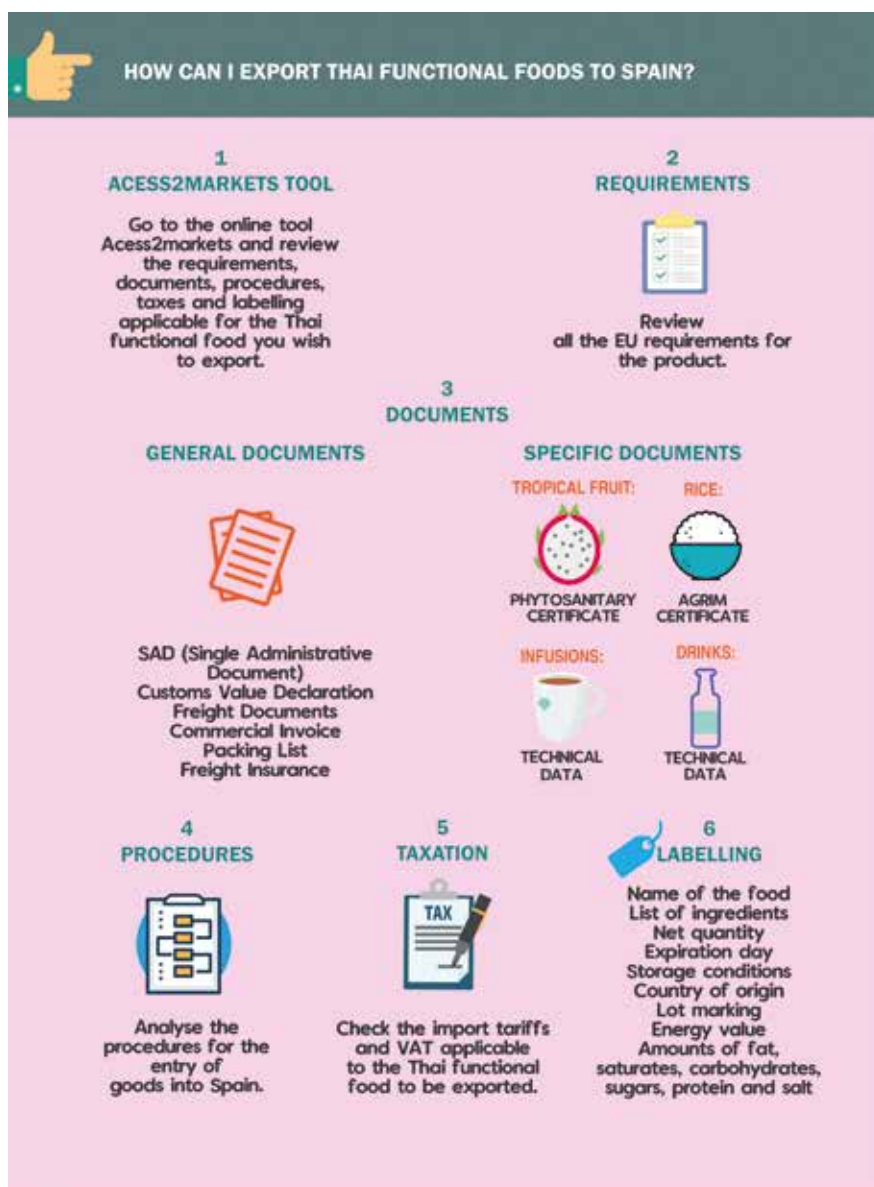 HOW CAN I EXPORT THAI FUNCTIONAL FOODS TO SPAIN?
1
ACESS2MARKETS TOOL
Go to the online tool
Acess2markets and review
the requirements,
documents, procedures,
taxes and labelling
applicable for the Thai
functional food you wish
to export.
2
REQUIREMENTS
Review
all the EU requirements for
the product.
3
DOCUMENTS
GENERAL DOCUMENTS
SAD (Single Administrative
Document)
Customs Value Declaration
Freight Documents
Commercial Invoice
Packing List
Freight Insurance
SPECIFIC DOCUMENTS
TROPICAL FRUIT:
PHYTOSANITARY
CERTIFICATE
RICE:
AGRIM
CERTIFICATE
INFUSIONS:
TECHNICAL
DATA
DRINKS:
TECHNICAL
DATA
4
PROCEDURES
Analyse the
procedures for the
entry of
goods into Spain.
5
TAXATION
TAX
Check the import tariffs
and VAT applicable
to the Thai functional
food to be exported.
6
LABELLING
Name of the food
List of ingredients
Net quantity
Expiration day
Storage conditions
Country of origin
Lot marking
Energy value
Amounts of fat,
saturates, carbohydrates,
sugars, protein and salt